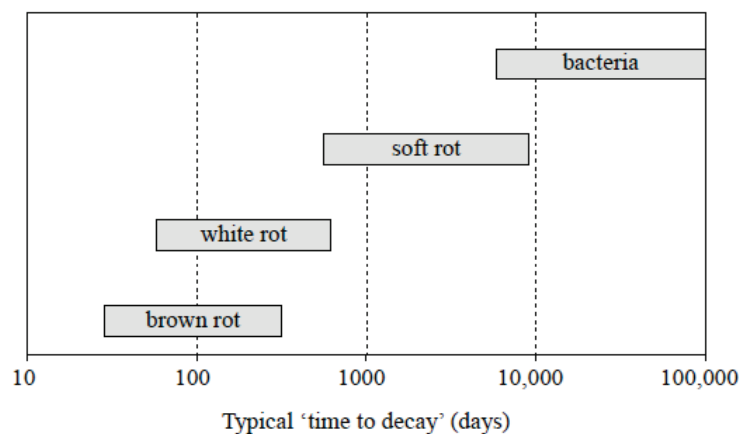 bacteria
soft rot
white rot
brown rot
10 100 1000 10,000 100,000
Typical ‘time to decay’ (days)